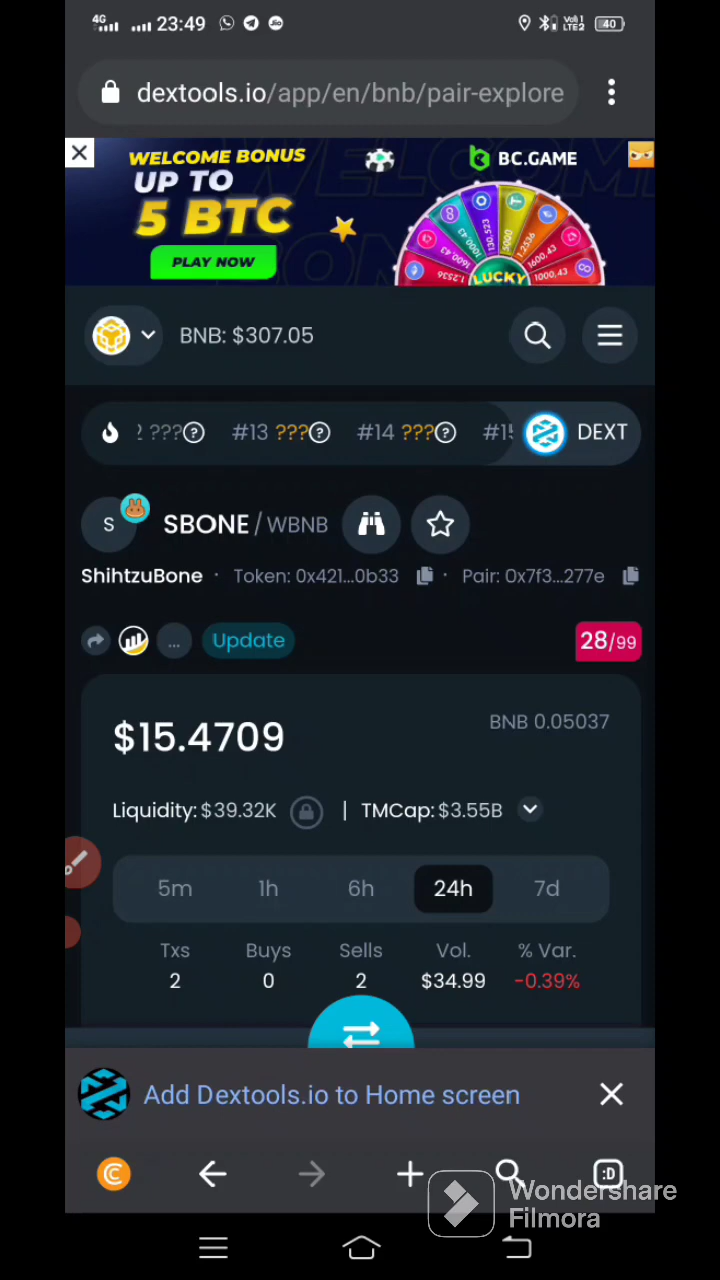 4G 23:49 40
dextools.io/app/en/bnb/pair-explore
WELCOME BONUS
UP TO
5 BTC
PLAY NOW
BC.GAME
LUCKY
BNB: $307.05
2 ??? #13 ??? #14 ??? #15 DEXT
S SBONE / WBNB
ShihtzuBone · Token: 0x421...0b33 · Pair: 0x7f3...277e
... Update 28/99
$15.4709 BNB 0.05037
Liquidity: $39.32K | TMCap: $3.55B
5m 1h 6h 24h 7d
Txs Buys Sells Vol. % Var.
2 0 2 $34.99 -0.39%
Add Dextools.io to Home screen
:D
Wondershare
Filmora